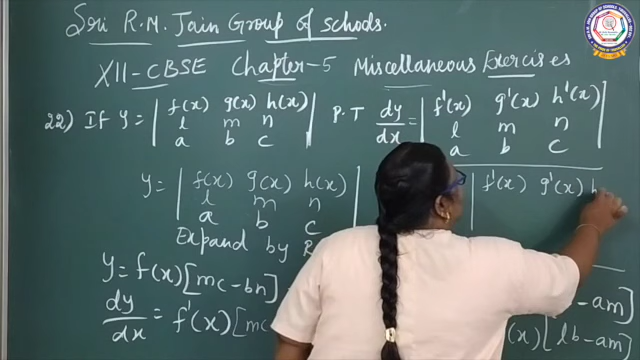 Sri R.M. Jain Group of schools.
XII-CBSE Chapter-5 Miscellaneous Exercises
22) If y = | f(x) g(x) h(x) | P.T dy/dx = | f'(x) g'(x) h'(x) |
l m n l m n
a b c a b c
y = | f(x) g(x) h(x) | | f'(x) g'(x) h
l m n
a b c
Expand by R
y = f(x) [mc - bn] - am]
dy/dx = f'(x) [mc (x) [lb - am]